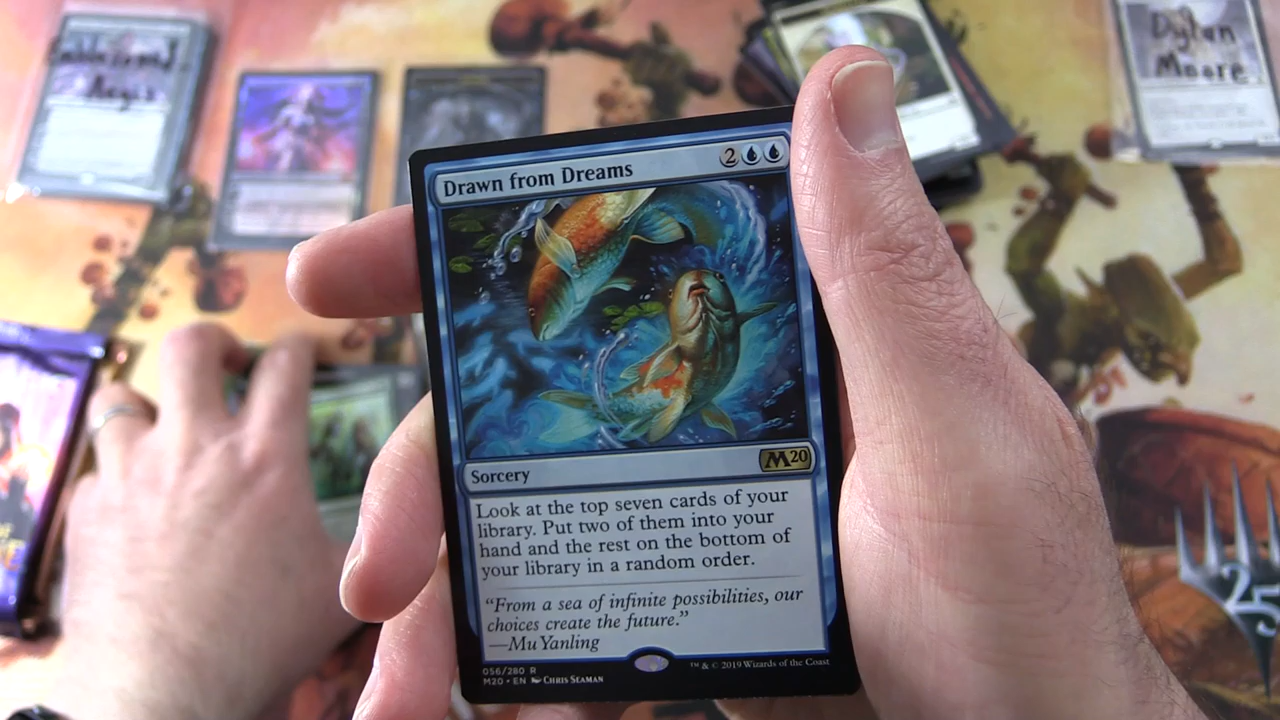 Dylan
Moore
Drawn from Dreams 2
Sorcery
M20
Look at the top seven cards of your
library. Put two of them into your
hand and the rest on the bottom of
your library in a random order.
"From a sea of infinite possibilities, our
choices create the future."
—Mu Yanling
056/280 R
M20 • EN Chris Seaman
™ & © 2019 Wizards of the Coast
25